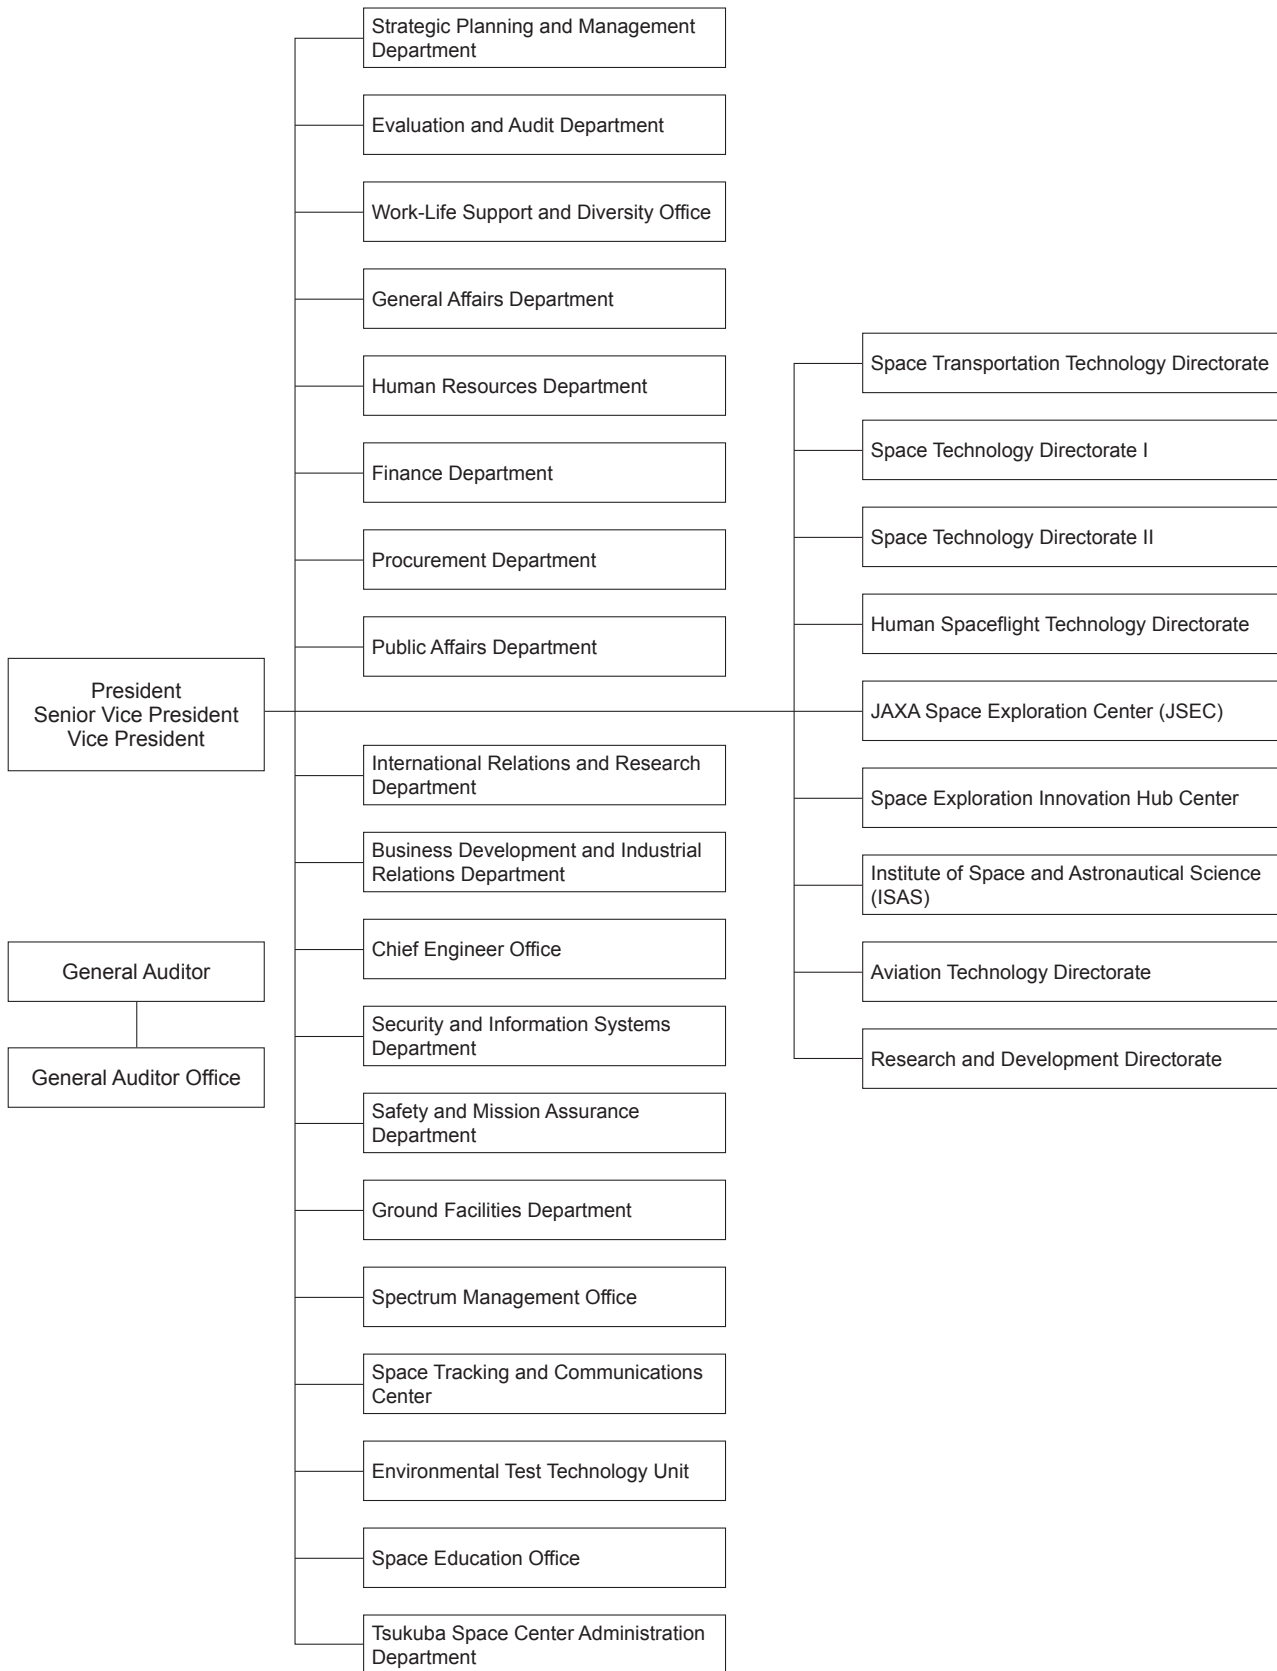 Strategic Planning and Management
Department
Evaluation and Audit Department
Work-Life Support and Diversity Office
General Affairs Department
Human Resources Department
Finance Department
Procurement Department
Public Affairs Department
President
Senior Vice President
Vice President
International Relations and Research
Department
Business Development and Industrial
Relations Department
Chief Engineer Office
Security and Information Systems
Department
Safety and Mission Assurance
Department
Ground Facilities Department
Spectrum Management Office
Space Tracking and Communications
Center
Environmental Test Technology Unit
Space Education Office
Tsukuba Space Center Administration
Department
General Auditor
General Auditor Office
Space Transportation Technology Directorate
Space Technology Directorate I
Space Technology Directorate II
Human Spaceflight Technology Directorate
JAXA Space Exploration Center (JSEC)
Space Exploration Innovation Hub Center
Institute of Space and Astronautical Science
(ISAS)
Aviation Technology Directorate
Research and Development Directorate